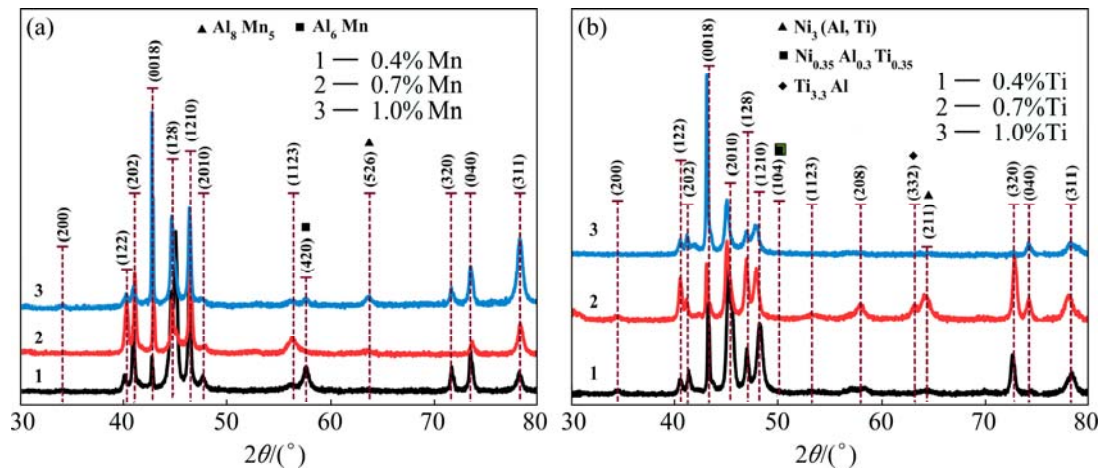 (a)
▲ Al8 Mn5 ■ Al6 Mn
1 — 0.4% Mn
2 — 0.7% Mn
3 — 1.0% Mn
(200)
(122)
(202)
(0018)
(128)
(1210)
(2010)
(1123)
(420)
(526)
(320)
(040)
(311)
3
2
1
30 40 50 60 70 80
2θ/(°)
(b)
▲ Ni3 (Al, Ti)
■ Ni0.35 Al0.3 Ti0.35
◆ Ti3.3 Al
1 — 0.4%Ti
2 — 0.7%Ti
3 — 1.0%Ti
(200)
(122)
(202)
(0018)
(2010)
(128)
(1210)
(104)
(1123)
(208)
(332)
(211)
(320)
(040)
(311)
3
2
1
30 40 50 60 70 80
2θ/(°)